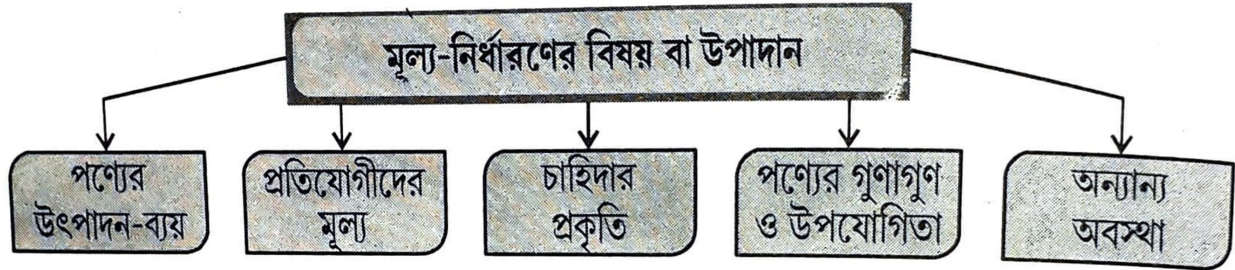 মূল্য-নির্ধারণের বিষয় বা উপাদান
পণ্যের
উৎপাদন-ব্যয়
প্রতিযোগীদের
মূল্য
চাহিদার
প্রকৃতি
পণ্যের গুণাগুণ
ও উপযোগিতা
অন্যান্য
অবস্থা